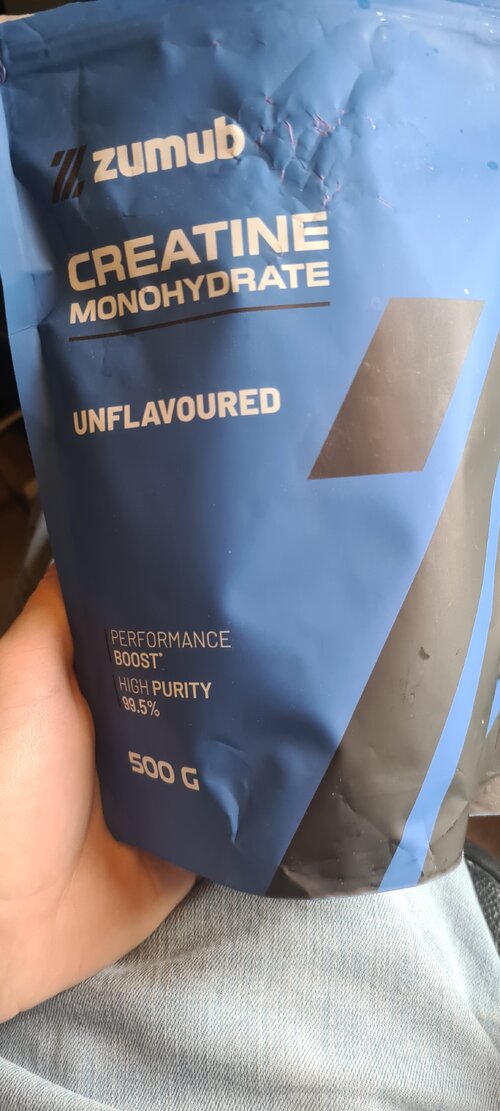 zumub
CREATINE
MONOHYDRATE
UNFLAVOURED
PERFORMANCE
BOOST*
HIGH PURITY
99.5%
500 G